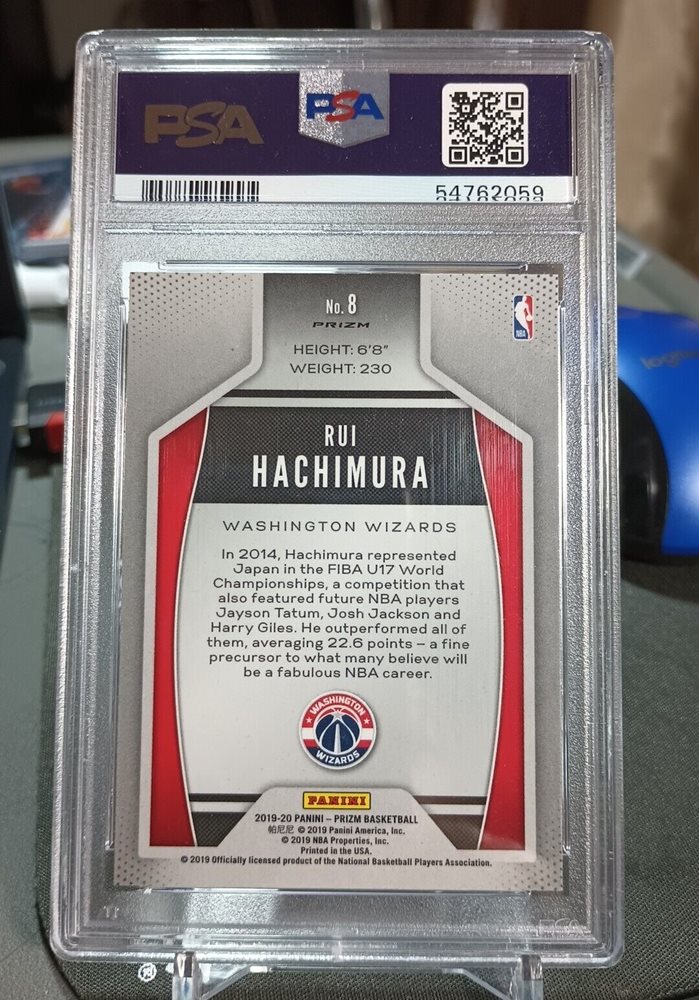 PSA
PSA
54762059
No. 8
PRIZM
NBA
HEIGHT: 6'8"
WEIGHT: 230
RUI
HACHIMURA
WASHINGTON WIZARDS
In 2014, Hachimura represented
Japan in the FIBA U17 World
Championships, a competition that
also featured future NBA players
Jayson Tatum, Josh Jackson and
Harry Giles. He outperformed all of
them, averaging 22.6 points – a fine
precursor to what many believe will
be a fabulous NBA career.
WASHINGTON
WIZARDS
PANINI
2019-20 PANINI – PRIZM BASKETBALL
帕尼尼 © 2019 Panini America, Inc.
© 2019 NBA Properties, Inc.
Printed in the USA.
© 2019 Officially licensed product of the National Basketball Players Association.
PSA